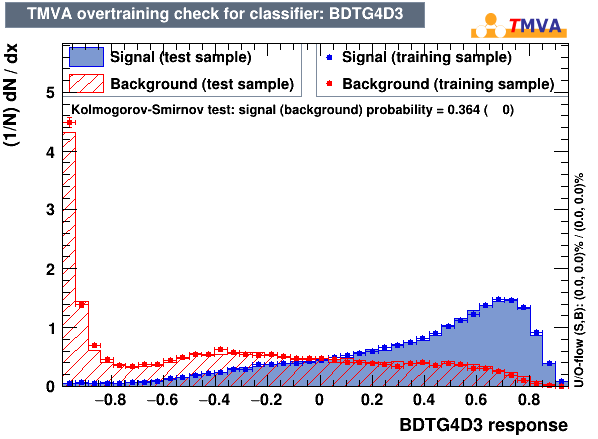 TMVA overtraining check for classifier: BDTG4D3
TMVA
Signal (test sample)
Background (test sample)
Signal (training sample)
Background (training sample)
Kolmogorov-Smirnov test: signal (background) probability = 0.364 ( 0)
(1/N) dN / dx
5
4
3
2
1
0
−0.8 −0.6 −0.4 −0.2 0 0.2 0.4 0.6 0.8
BDTG4D3 response
U/O-flow (S,B): (0.0, 0.0)% / (0.0, 0.0)%